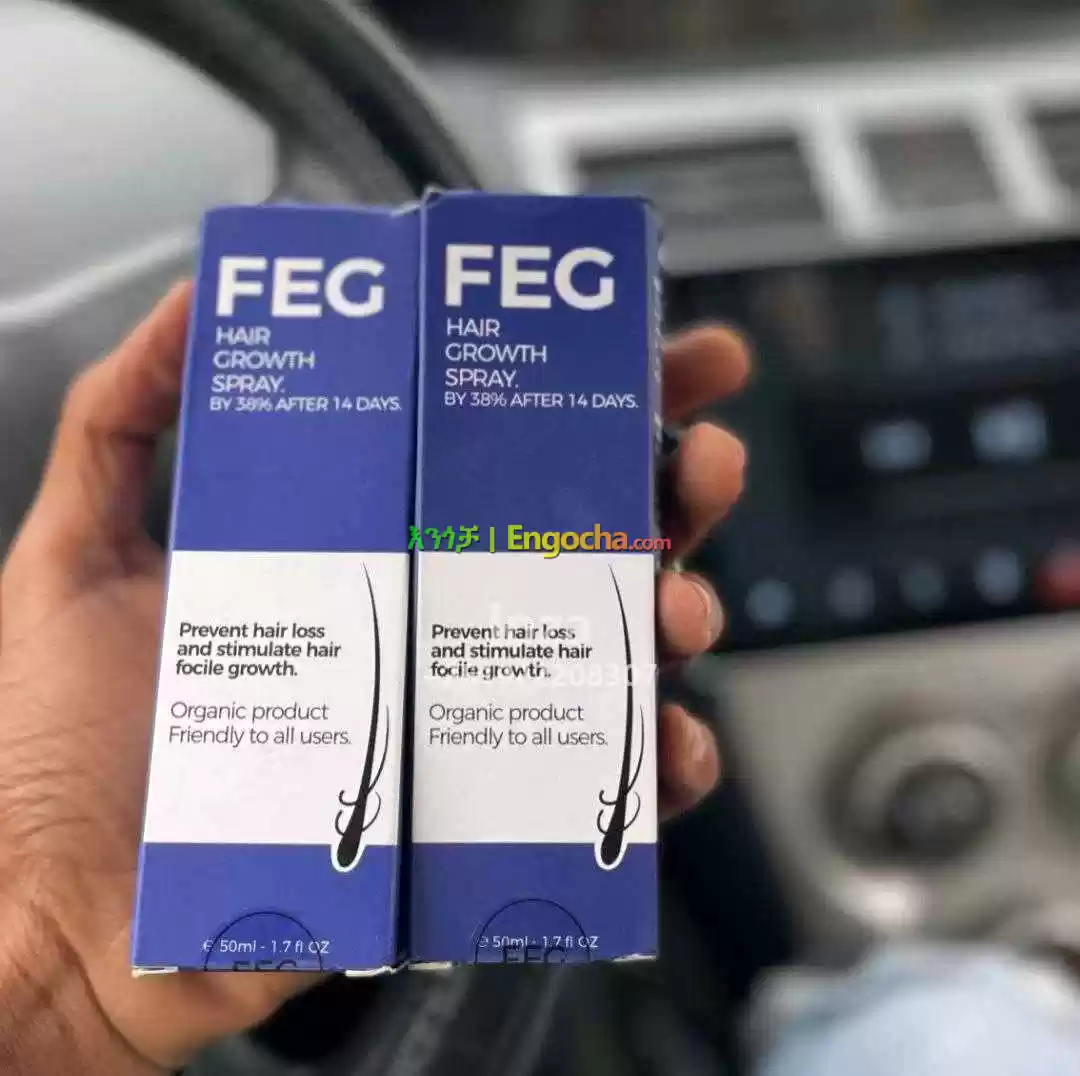 FEG
HAIR
GROWTH
SPRAY.
BY 38% AFTER 14 DAYS.
Prevent hair loss
and stimulate hair
focile growth.
Organic product
Friendly to all users.
℮ 50ml - 1.7 fl OZ
FEG
FEG
HAIR
GROWTH
SPRAY.
BY 38% AFTER 14 DAYS.
Prevent hair loss
and stimulate hair
focile growth.
Organic product
Friendly to all users.
℮ 50ml - 1.7 fl OZ
FEG
እንጎቻ | Engocha.com